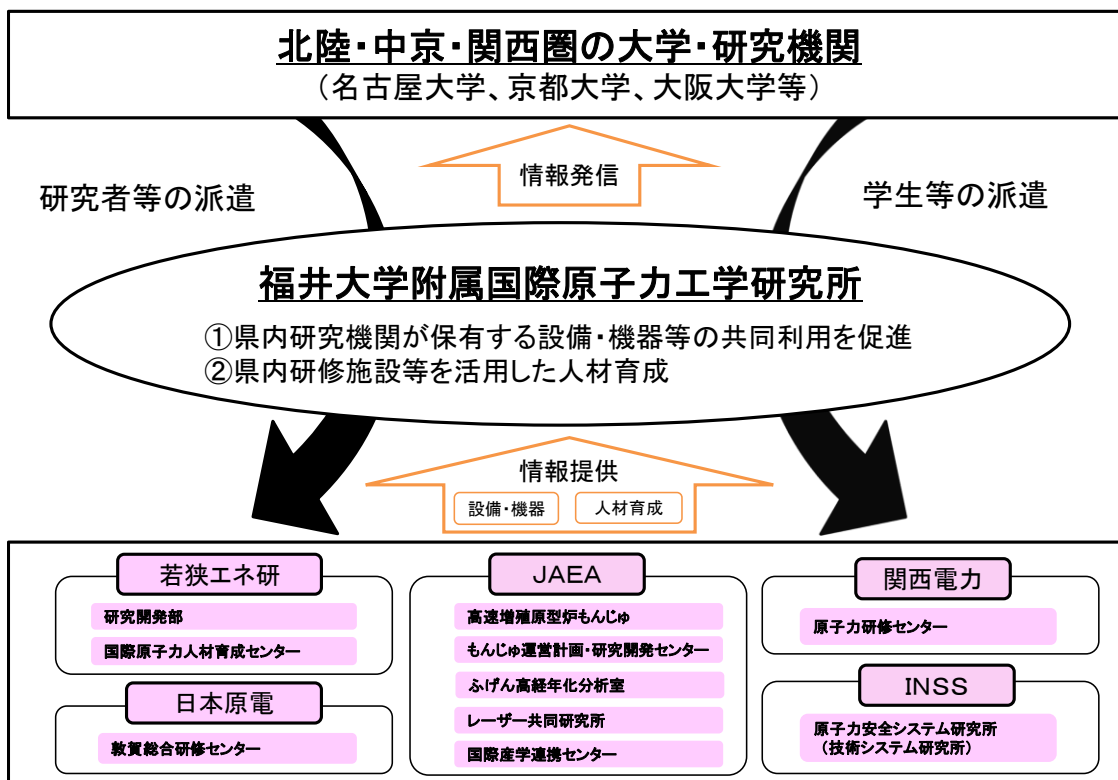 北陸・中京・関西圏の大学・研究機関
（名古屋大学、京都大学、大阪大学等）
情報発信
研究者等の派遣
学生等の派遣
福井大学附属国際原子力工学研究所
①県内研究機関が保有する設備・機器等の共同利用を促進
②県内研修施設等を活用した人材育成
情報提供
設備・機器
人材育成
若狭エネ研
研究開発部
国際原子力人材育成センター
日本原電
敦賀総合研修センター
JAEA
高速増殖原型炉もんじゅ
もんじゅ運営計画・研究開発センター
ふげん高経年化分析室
レーザー共同研究所
国際産学連携センター
関西電力
原子力研修センター
INSS
原子力安全システム研究所
（技術システム研究所）